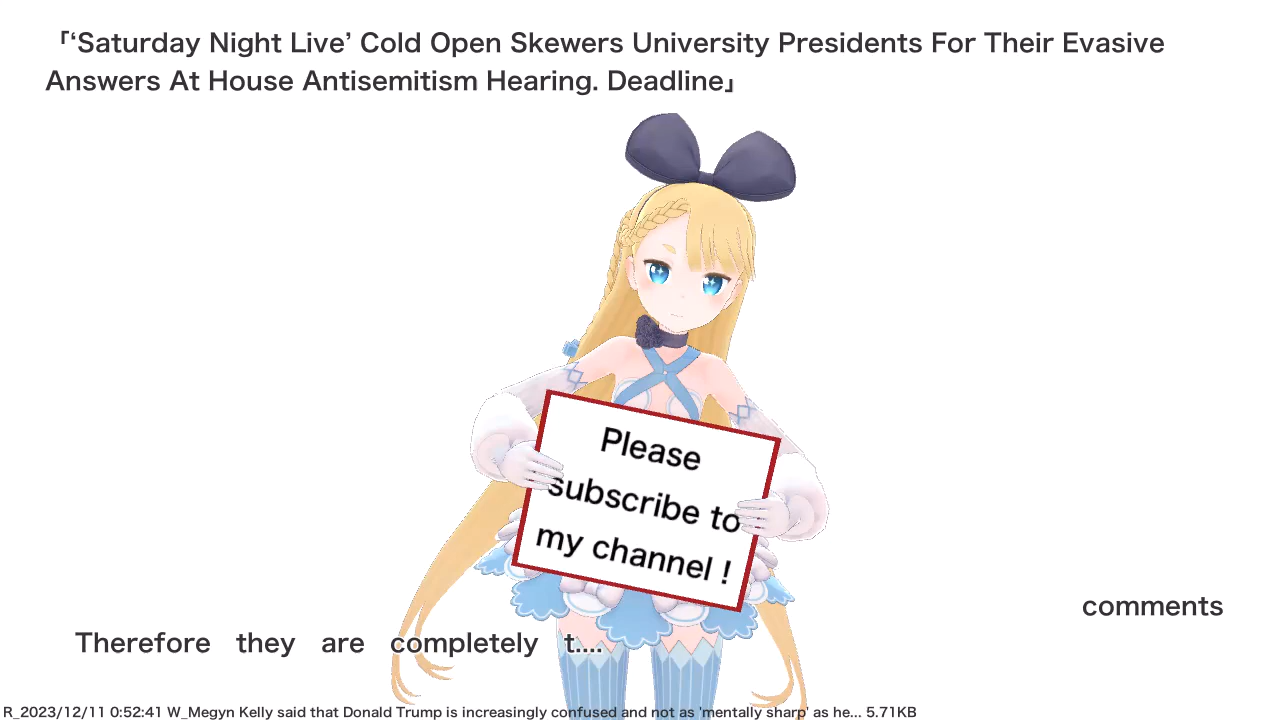 「‘Saturday Night Live’ Cold Open Skewers University Presidents For Their Evasive
Answers At House Antisemitism Hearing. Deadline」
Please
subscribe to
my channel !
comments
Therefore they are completely t....
R_2023/12/11 0:52:41 W_Megyn Kelly said that Donald Trump is increasingly confused and not as 'mentally sharp' as he... 5.71KB